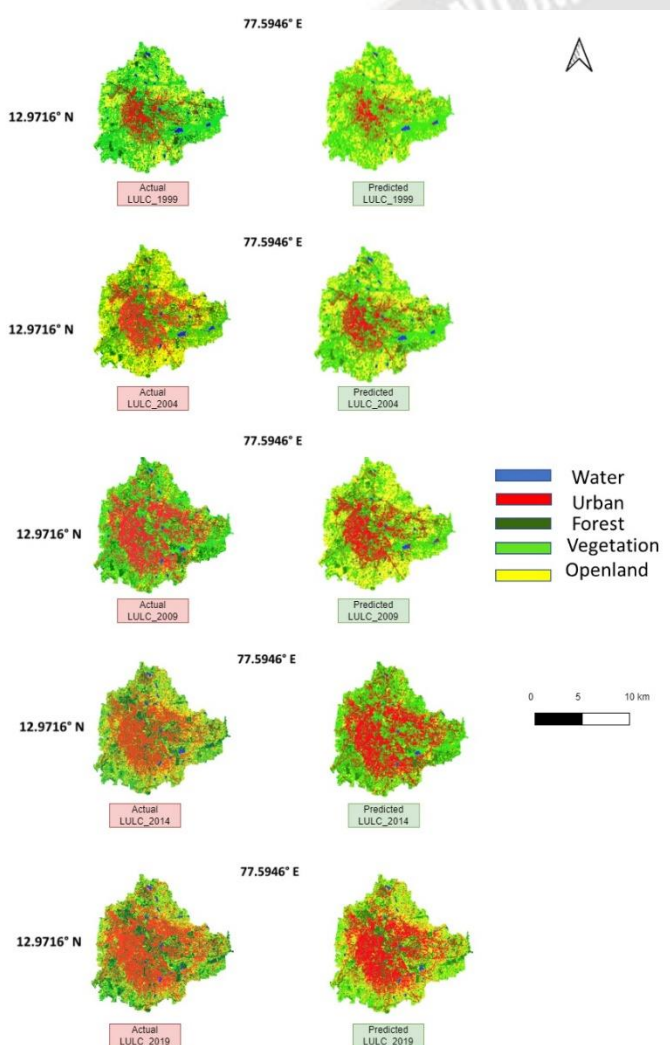 77.5946° E
12.9716° N
Actual
LULC_1999
Predicted
LULC_1999
77.5946° E
12.9716° N
Actual
LULC_2004
Predicted
LULC_2004
77.5946° E
12.9716° N
Actual
LULC_2009
Predicted
LULC_2009
Water
Urban
Forest
Vegetation
Openland
77.5946° E
12.9716° N
Actual
LULC_2014
Predicted
LULC_2014
0 5 10 km
77.5946° E
12.9716° N
Actual
LULC_2019
Predicted
LULC_2019